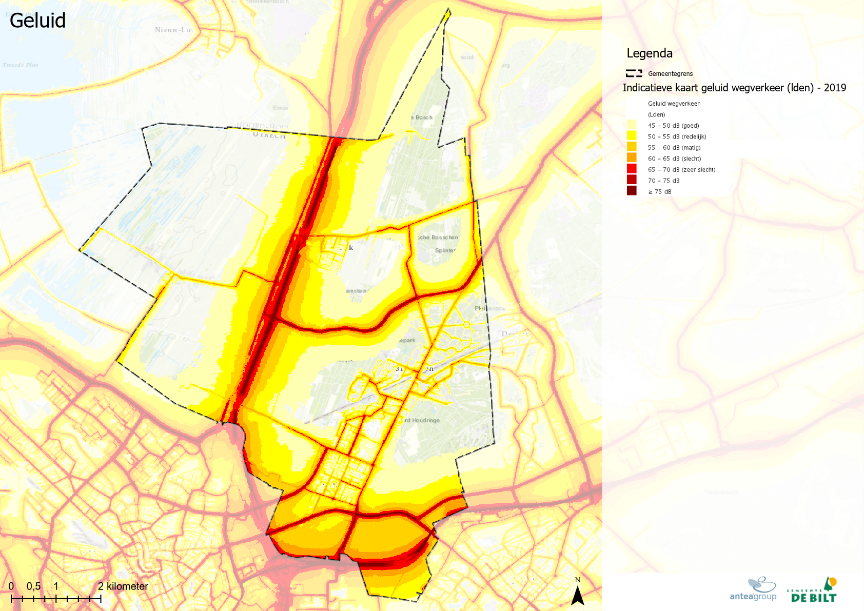 Geluid
Legenda
Gemeentegrens
Indicatieve kaart geluid wegverkeer (lden) - 2019
Geluid wegverkeer
(Lden)
45 - 50 dB (goed)
50 - 55 dB (redelijk)
55 - 60 dB (matig)
60 - 65 dB (slecht)
65 - 70 dB (zeer slecht)
70 - 75 dB
≥ 75 dB
0 0,5 1 2 kilometer
N
anteagroup
GEMEENTE
DE BILT